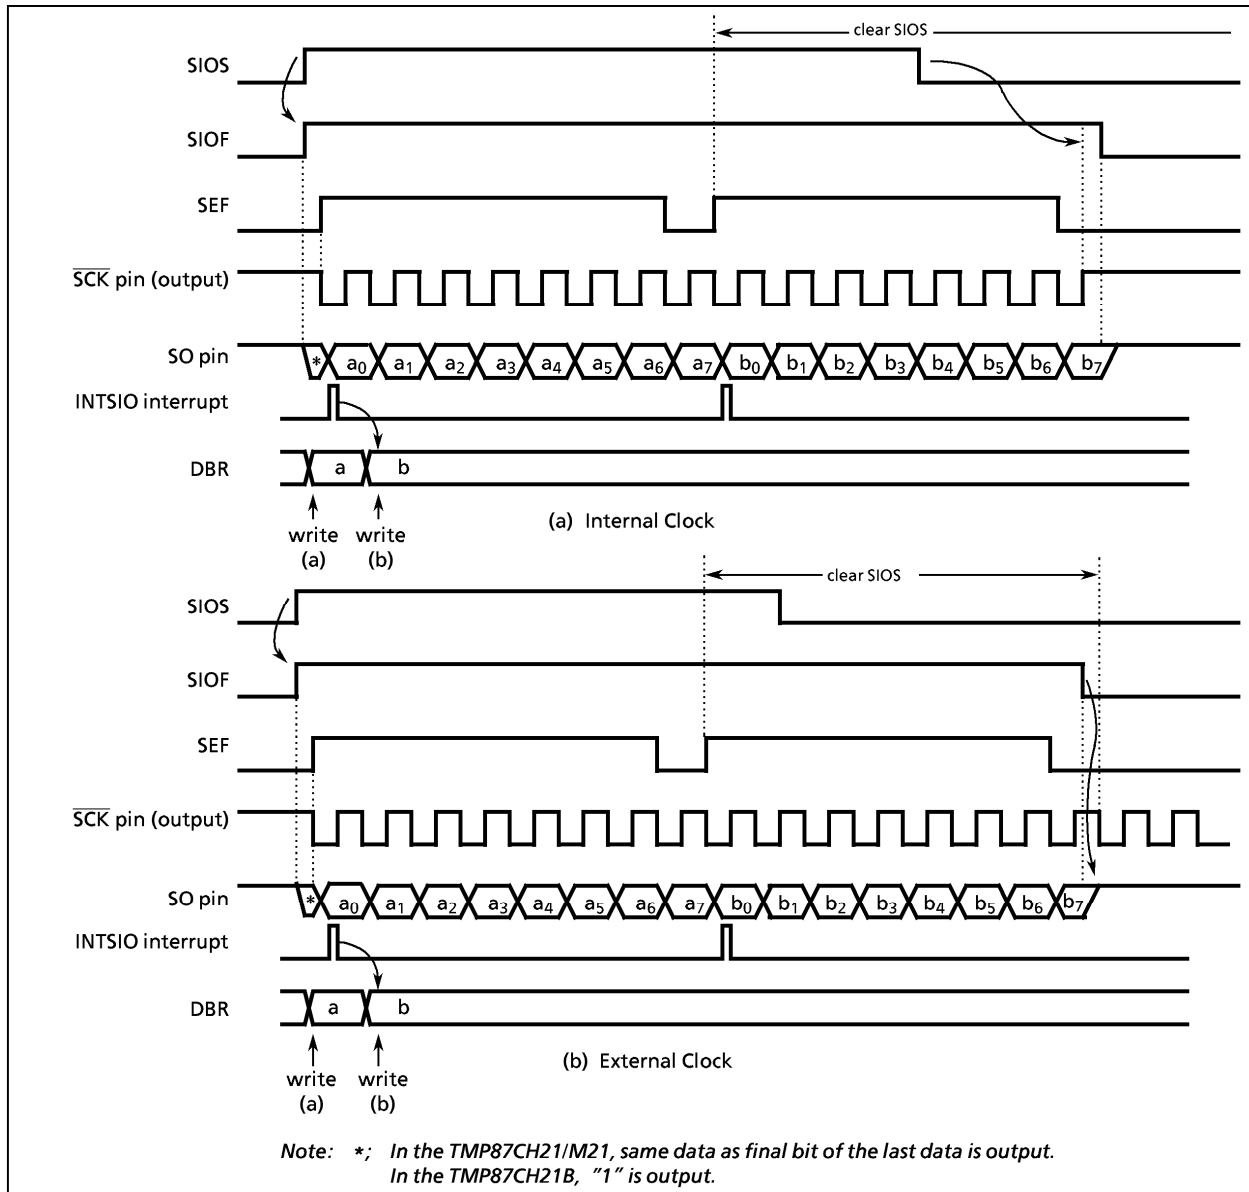 clear SIOS
SIOS
SIOF
SEF
S̅C̅K̅ pin (output)
SO pin * a₀ a₁ a₂ a₃ a₄ a₅ a₆ a₇ b₀ b₁ b₂ b₃ b₄ b₅ b₆ b₇
INTSIO interrupt
DBR a b
write write
(a) (b)
(a) Internal Clock
clear SIOS
SIOS
SIOF
SEF
S̅C̅K̅ pin (output)
SO pin * a₀ a₁ a₂ a₃ a₄ a₅ a₆ a₇ b₀ b₁ b₂ b₃ b₄ b₅ b₆ b₇
INTSIO interrupt
DBR a b
write write
(a) (b)
(b) External Clock
Note: *; In the TMP87CH21/M21, same data as final bit of the last data is output.
In the TMP87CH21B, "1" is output.